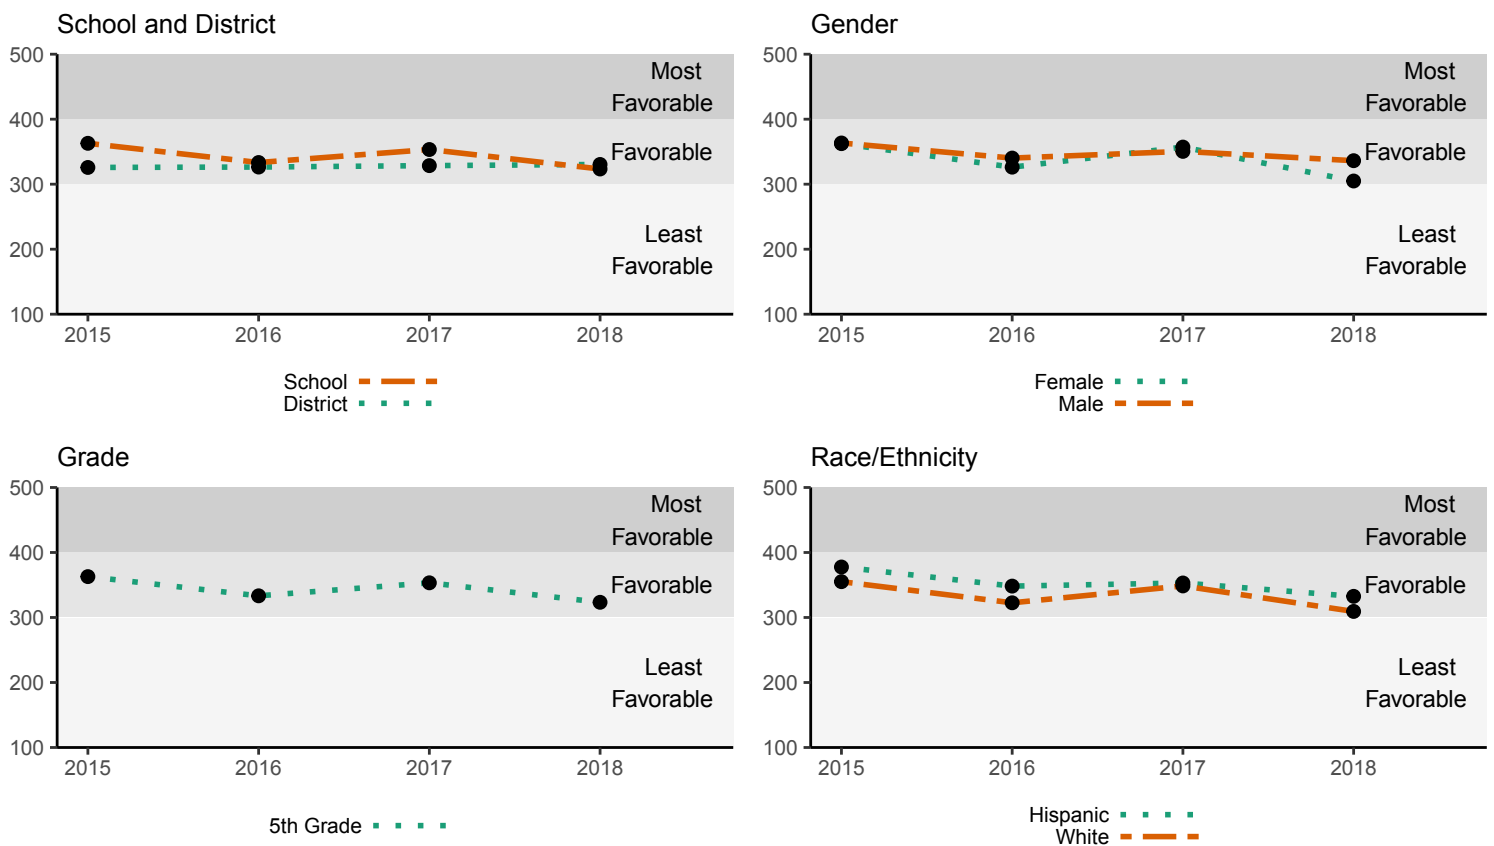 School and District
500
400
300
200
100
Most
Favorable
Favorable
Least
Favorable
2015 2016 2017 2018
School
District
Gender
500
400
300
200
100
Most
Favorable
Favorable
Least
Favorable
2015 2016 2017 2018
Female
Male
Grade
500
400
300
200
100
Most
Favorable
Favorable
Least
Favorable
2015 2016 2017 2018
5th Grade
Race/Ethnicity
500
400
300
200
100
Most
Favorable
Favorable
Least
Favorable
2015 2016 2017 2018
Hispanic
White